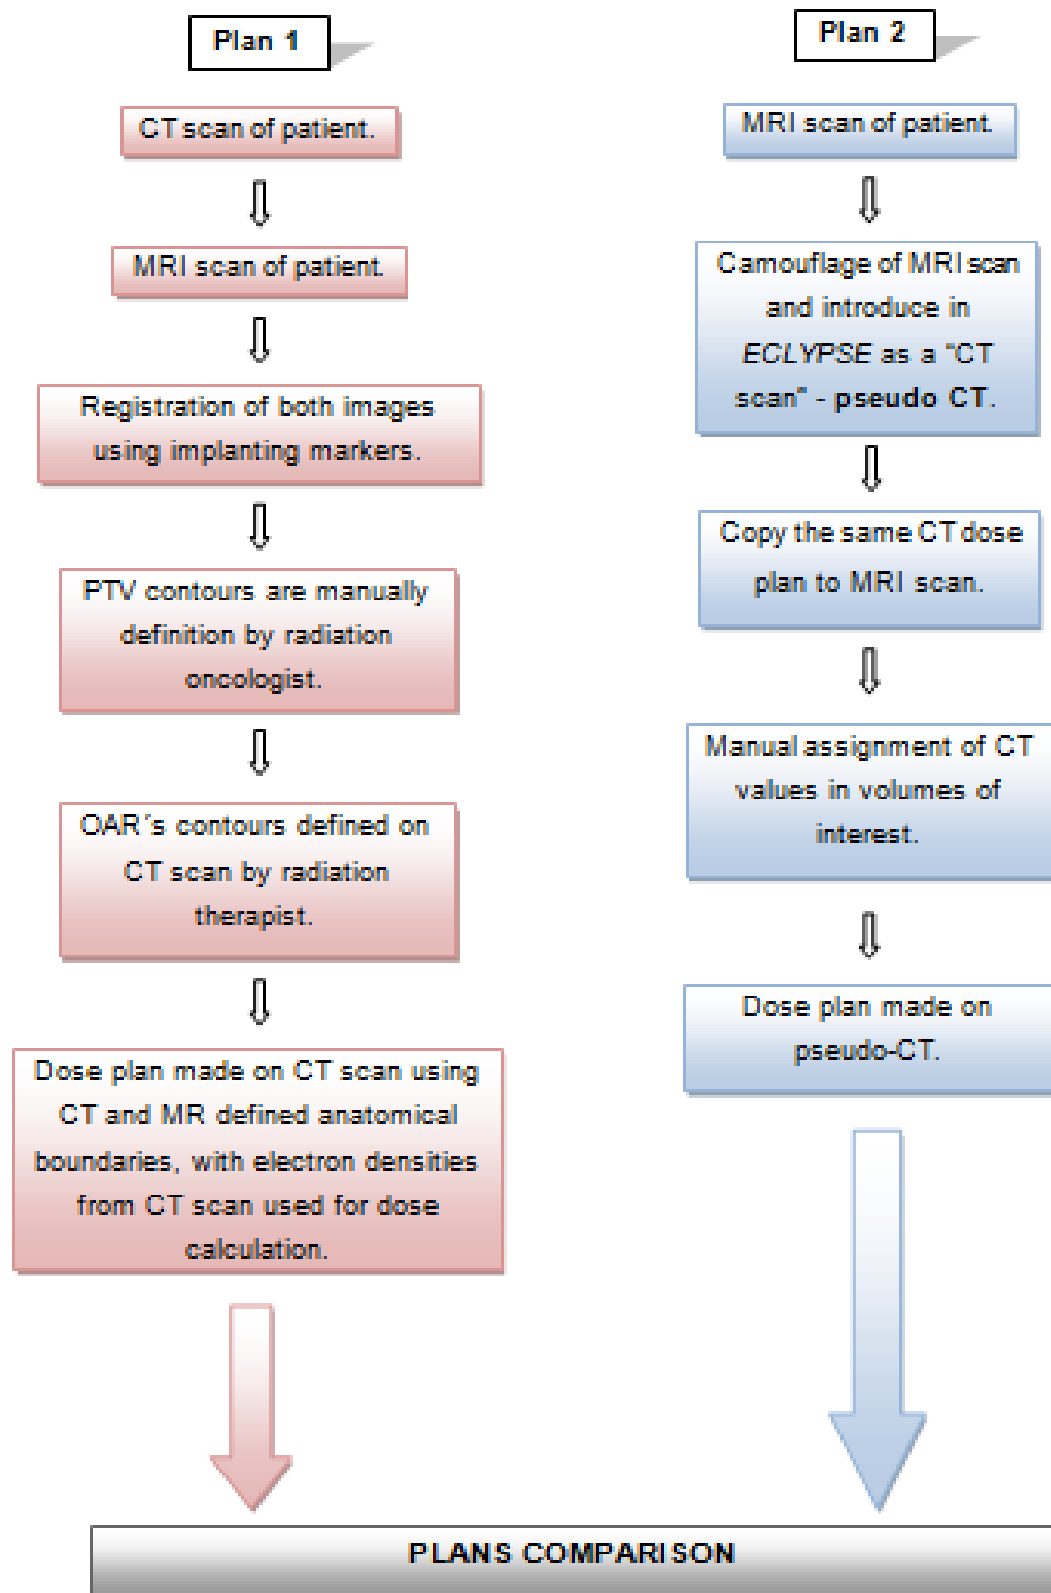 Plan 1
CT scan of patient.
MRI scan of patient.
Registration of both images
using implanting markers.
PTV contours are manually
definition by radiation
oncologist.
OAR´s contours defined on
CT scan by radiation
therapist.
Dose plan made on CT scan using
CT and MR defined anatomical
boundaries, with electron densities
from CT scan used for dose
calculation.
Plan 2
MRI scan of patient.
Camouflage of MRI scan
and introduce in
ECLYPSE as a "CT
scan" - pseudo CT.
Copy the same CT dose
plan to MRI scan.
Manual assignment of CT
values in volumes of
interest.
Dose plan made on
pseudo-CT.
PLANS COMPARISON